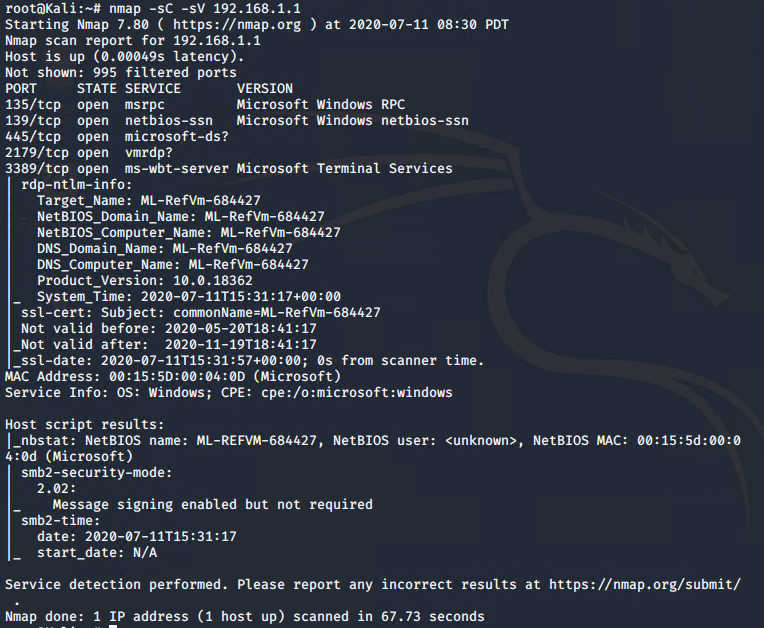 root@Kali:~# nmap -sC -sV 192.168.1.1
Starting Nmap 7.80 ( https://nmap.org ) at 2020-07-11 08:30 PDT
Nmap scan report for 192.168.1.1
Host is up (0.00049s latency).
Not shown: 995 filtered ports
PORT     STATE SERVICE       VERSION
135/tcp  open  msrpc         Microsoft Windows RPC
139/tcp  open  netbios-ssn   Microsoft Windows netbios-ssn
445/tcp  open  microsoft-ds?
2179/tcp open  vmrdp?
3389/tcp open  ms-wbt-server Microsoft Terminal Services
| rdp-ntlm-info:
|   Target_Name: ML-RefVm-684427
|   NetBIOS_Domain_Name: ML-RefVm-684427
|   NetBIOS_Computer_Name: ML-RefVm-684427
|   DNS_Domain_Name: ML-RefVm-684427
|   DNS_Computer_Name: ML-RefVm-684427
|   Product_Version: 10.0.18362
|_  System_Time: 2020-07-11T15:31:17+00:00
| ssl-cert: Subject: commonName=ML-RefVm-684427
| Not valid before: 2020-05-20T18:41:17
|_Not valid after:  2020-11-19T18:41:17
|_ssl-date: 2020-07-11T15:31:57+00:00; 0s from scanner time.
MAC Address: 00:15:5D:00:04:0D (Microsoft)
Service Info: OS: Windows; CPE: cpe:/o:microsoft:windows

Host script results:
|_nbstat: NetBIOS name: ML-REFVM-684427, NetBIOS user: <unknown>, NetBIOS MAC: 00:15:5d:00:0
4:0d (Microsoft)
| smb2-security-mode:
|   2.02:
|_    Message signing enabled but not required
| smb2-time:
|   date: 2020-07-11T15:31:17
|_  start_date: N/A

Service detection performed. Please report any incorrect results at https://nmap.org/submit/
 .
Nmap done: 1 IP address (1 host up) scanned in 67.73 seconds